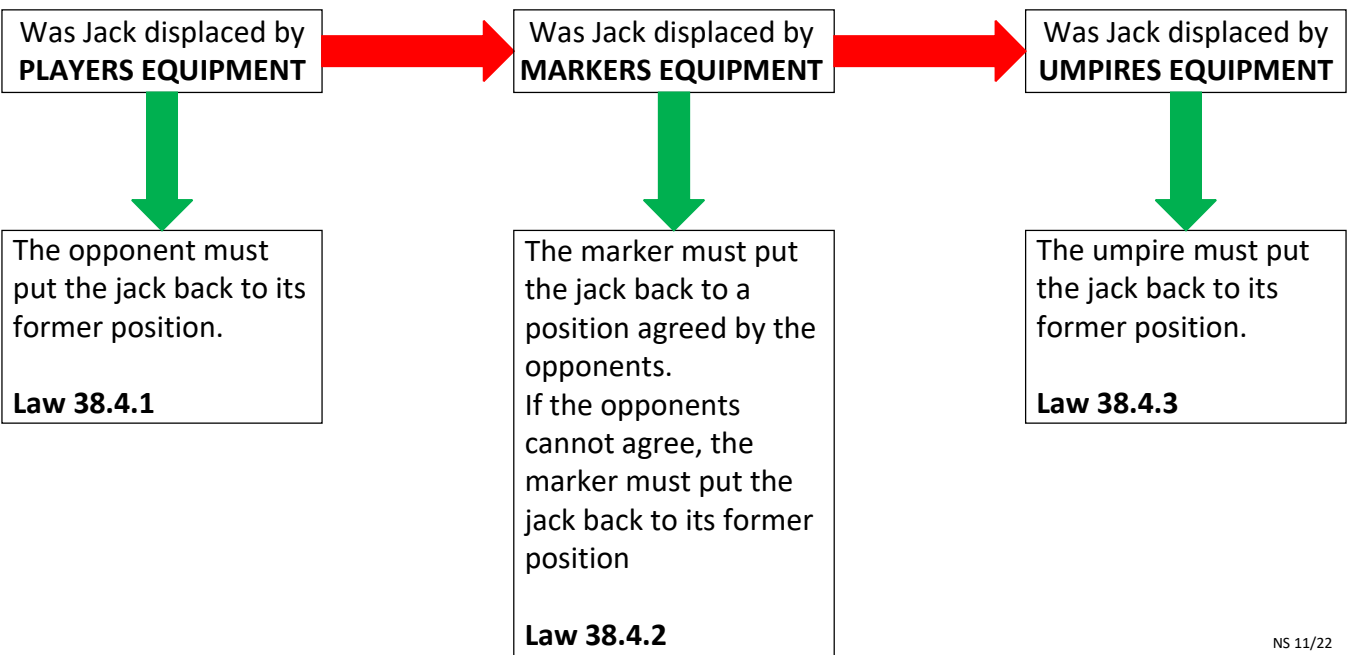 Was Jack displaced by
PLAYERS EQUIPMENT
Was Jack displaced by
MARKERS EQUIPMENT
Was Jack displaced by
UMPIRES EQUIPMENT
The opponent must
put the jack back to its
former position.
Law 38.4.1
The marker must put
the jack back to a
position agreed by the
opponents.
If the opponents
cannot agree, the
marker must put the
jack back to its former
position
Law 38.4.2
The umpire must put
the jack back to its
former position.
Law 38.4.3
NS 11/22